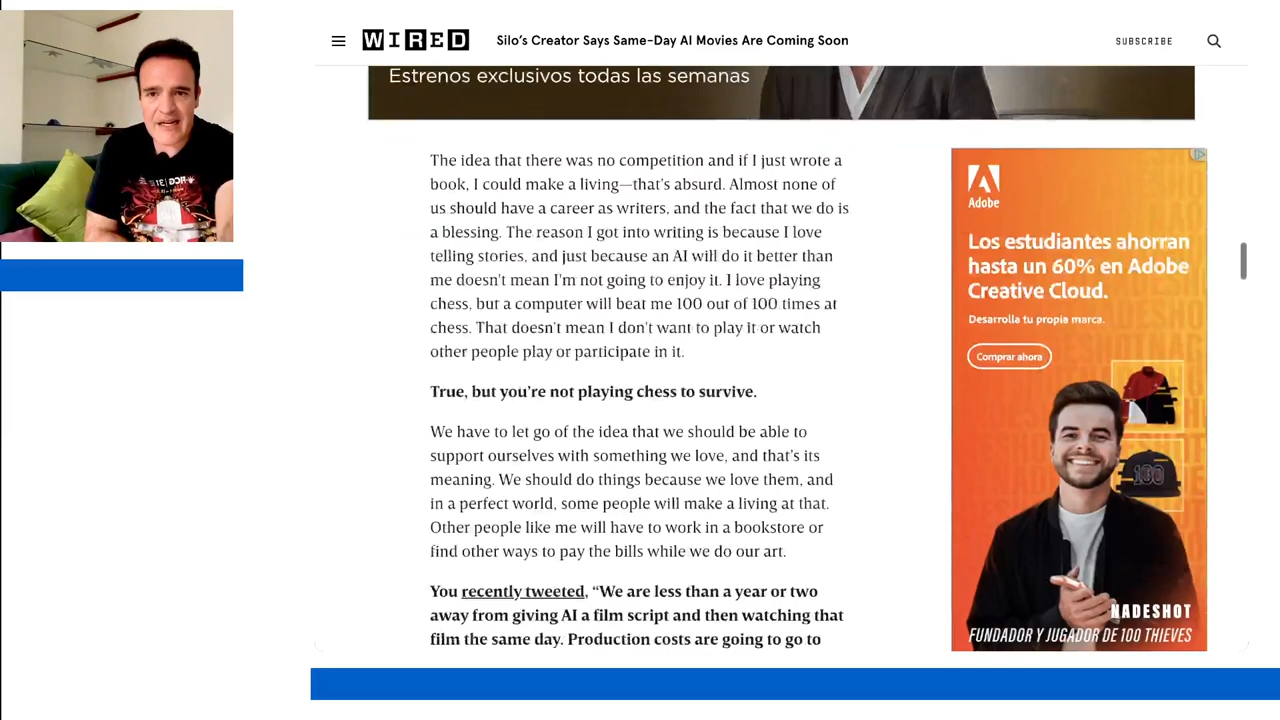 WIRED
Silo’s Creator Says Same-Day AI Movies Are Coming Soon
SUBSCRIBE
Estrenos exclusivos todas las semanas
The idea that there was no competition and if I just wrote a
book, I could make a living—that’s absurd. Almost none of
us should have a career as writers, and the fact that we do is
a blessing. The reason I got into writing is because I love
telling stories, and just because an AI will do it better than
me doesn't mean I'm not going to enjoy it. I love playing
chess, but a computer will beat me 100 out of 100 times at
chess. That doesn't mean I don't want to play it or watch
other people play or participate in it.
True, but you’re not playing chess to survive.
We have to let go of the idea that we should be able to
support ourselves with something we love, and that’s its
meaning. We should do things because we love them, and
in a perfect world, some people will make a living at that.
Other people like me will have to work in a bookstore or
find other ways to pay the bills while we do our art.
You recently tweeted, “We are less than a year or two
away from giving AI a film script and then watching that
film the same day. Production costs are going to go to
Adobe
Los estudiantes ahorran
hasta un 60% en Adobe
Creative Cloud.
Desarrolla tu propia marca.
Comprar ahora
100
NADESHOT
FUNDADOR Y JUGADOR DE 100 THIEVES